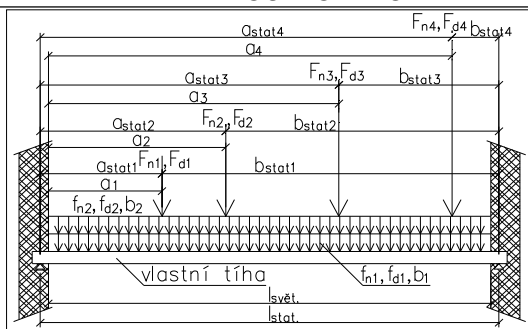 astat4 Fn4,Fd4 bstat4
a4
astat3 Fn3,Fd3 bstat3
a3
astat2 Fn2,Fd2 bstat2
a2
astat1 Fn1,Fd1 bstat1
a1
fn2,fd2,b2
vlastní tíha fn1,fd1,b1
lsvět.
lstat.